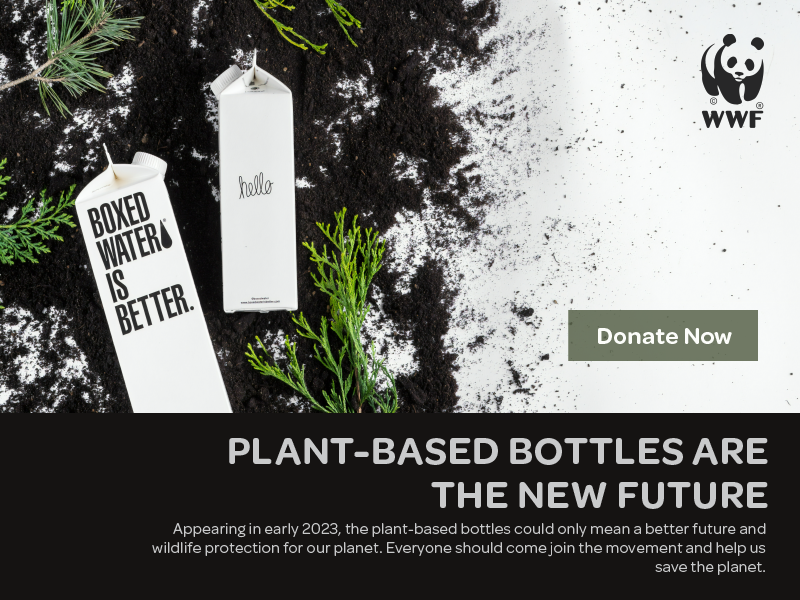 WWF
hello
BOXED
WATER
IS
BETTER.
Donate Now
PLANT-BASED BOTTLES ARE
THE NEW FUTURE
Appearing in early 2023, the plant-based bottles could only mean a better future and
wildlife protection for our planet. Everyone should come join the movement and help us
save the planet.